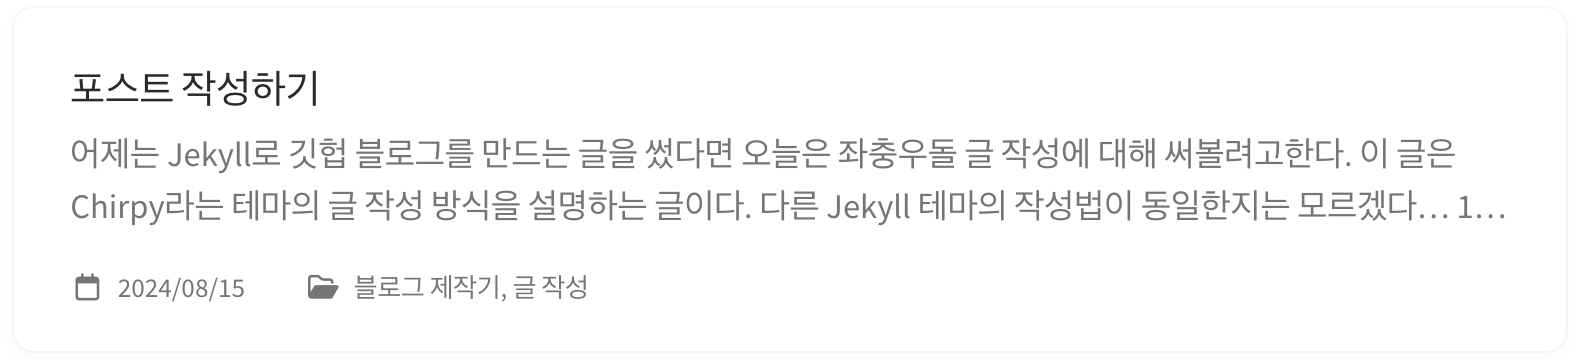 포스트 작성하기
어제는 Jekyll로 깃헙 블로그를 만드는 글을 썼다면 오늘은 좌충우돌 글 작성에 대해 써볼려고한다. 이 글은
Chirpy라는 테마의 글 작성 방식을 설명하는 글이다. 다른 Jekyll 테마의 작성법이 동일한지는 모르겠다… 1…
2024/08/15 블로그 제작기, 글 작성